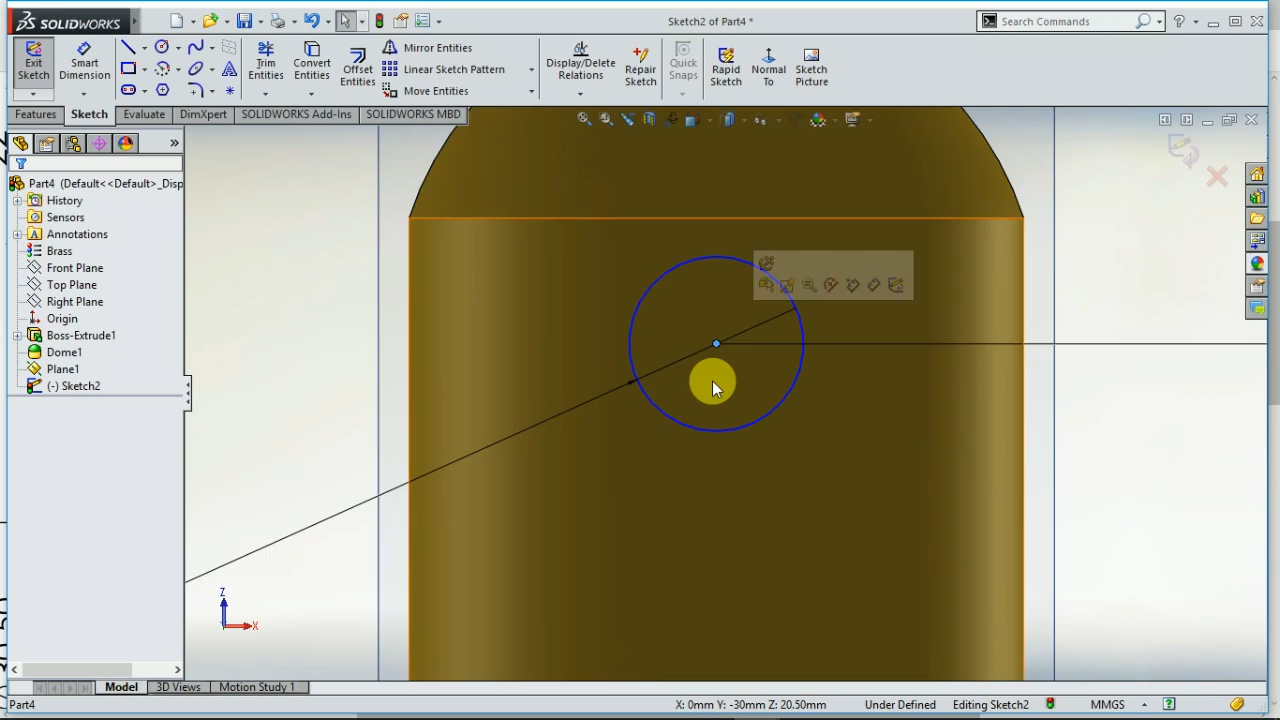 SOLIDWORKS
Sketch2 of Part4 *
Search Commands
Exit Sketch
Smart Dimension
Trim Entities
Convert Entities
Offset Entities
Mirror Entities
Linear Sketch Pattern
Move Entities
Display/Delete Relations
Repair Sketch
Quick Snaps
Rapid Sketch
Normal To
Sketch Picture
Features Sketch Evaluate DimXpert SOLIDWORKS Add-Ins SOLIDWORKS MBD
Part4 (Default<<Default>_Disp
History
Sensors
Annotations
Brass
Front Plane
Top Plane
Right Plane
Origin
Boss-Extrude1
Dome1
Plane1
(-) Sketch2
Z
X
Model 3D Views Motion Study 1
Part4 X: 0mm Y: -30mm Z: 20.50mm Under Defined Editing Sketch2 MMGS